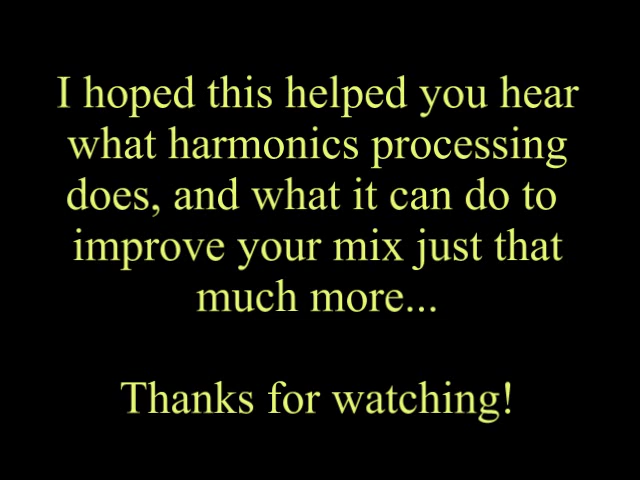 I hoped this helped you hear
what harmonics processing
does, and what it can do to
improve your mix just that
much more...
Thanks for watching!